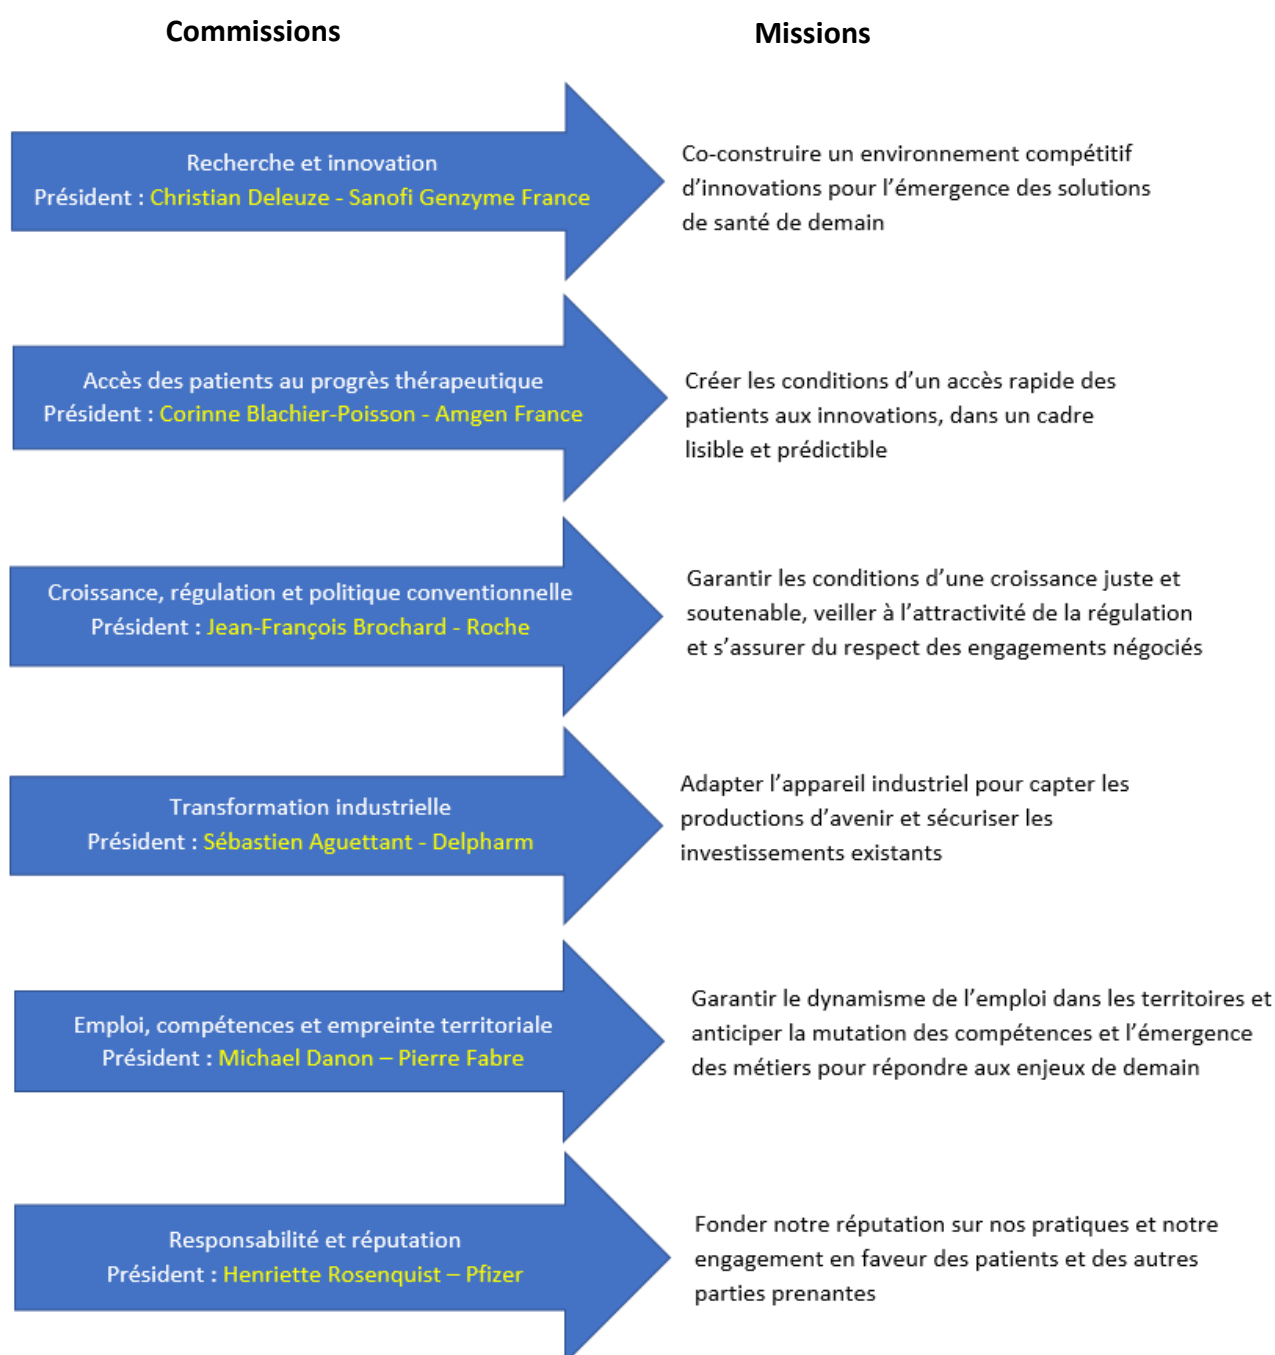 Commissions
Missions
Recherche et innovation
Président : Christian Deleuze - Sanofi Genzyme France
Co-construire un environnement compétitif
d’innovations pour l’émergence des solutions
de santé de demain
Accès des patients au progrès thérapeutique
Président : Corinne Blachier-Poisson - Amgen France
Créer les conditions d’un accès rapide des
patients aux innovations, dans un cadre
lisible et prédictible
Croissance, régulation et politique conventionnelle
Président : Jean-François Brochard - Roche
Garantir les conditions d’une croissance juste et
soutenable, veiller à l’attractivité de la régulation
et s’assurer du respect des engagements négociés
Transformation industrielle
Président : Sébastien Aguettant - Delpharm
Adapter l’appareil industriel pour capter les
productions d’avenir et sécuriser les
investissements existants
Emploi, compétences et empreinte territoriale
Président : Michael Danon – Pierre Fabre
Garantir le dynamisme de l’emploi dans les territoires et
anticiper la mutation des compétences et l’émergence
des métiers pour répondre aux enjeux de demain
Responsabilité et réputation
Président : Henriette Rosenquist – Pfizer
Fonder notre réputation sur nos pratiques et notre
engagement en faveur des patients et des autres
parties prenantes